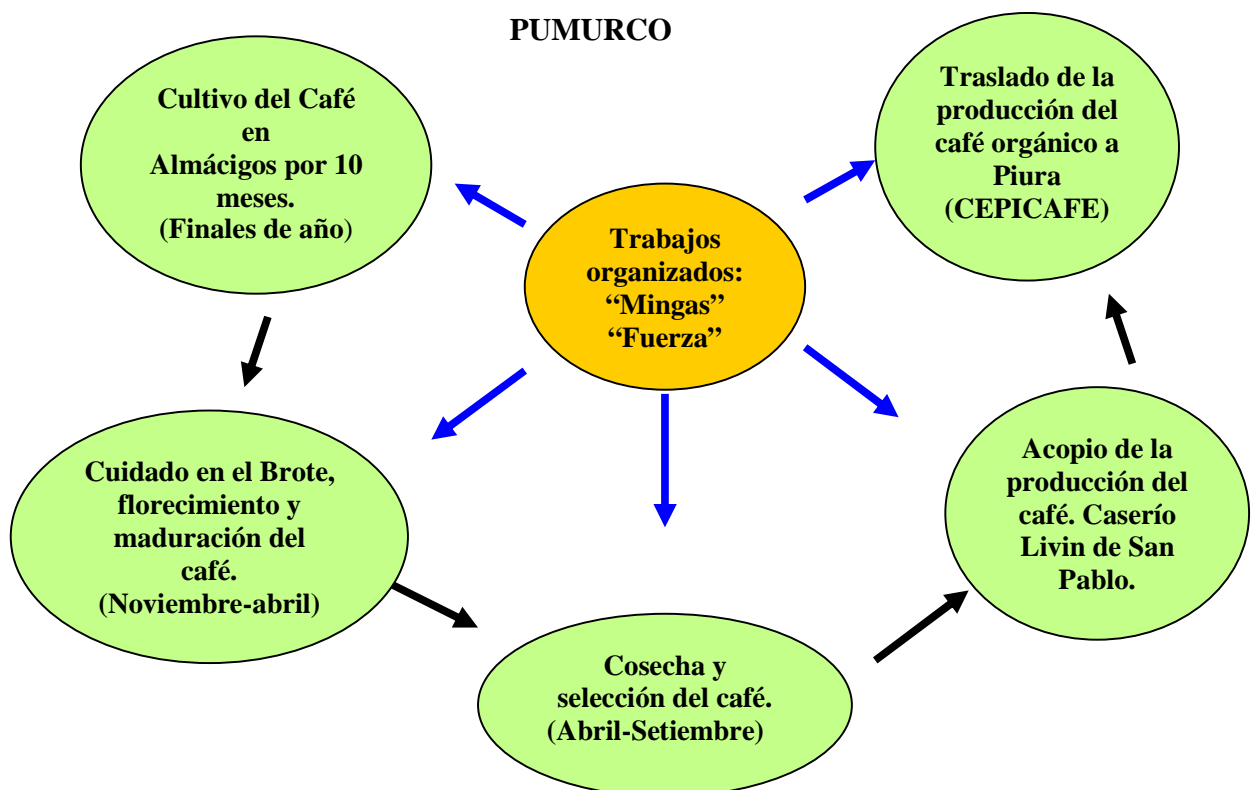 PUMURCO
Cultivo del Café
en
Almácigos por 10
meses.
(Finales de año)
Traslado de la
producción del
café orgánico a
Piura
(CEPICAFE)
Trabajos
organizados:
“Mingas”
“Fuerza”
Cuidado en el Brote,
florecimiento y
maduración del
café.
(Noviembre-abril)
Acopio de la
producción del
café. Caserío
Livin de San
Pablo.
Cosecha y
selección del café.
(Abril-Setiembre)